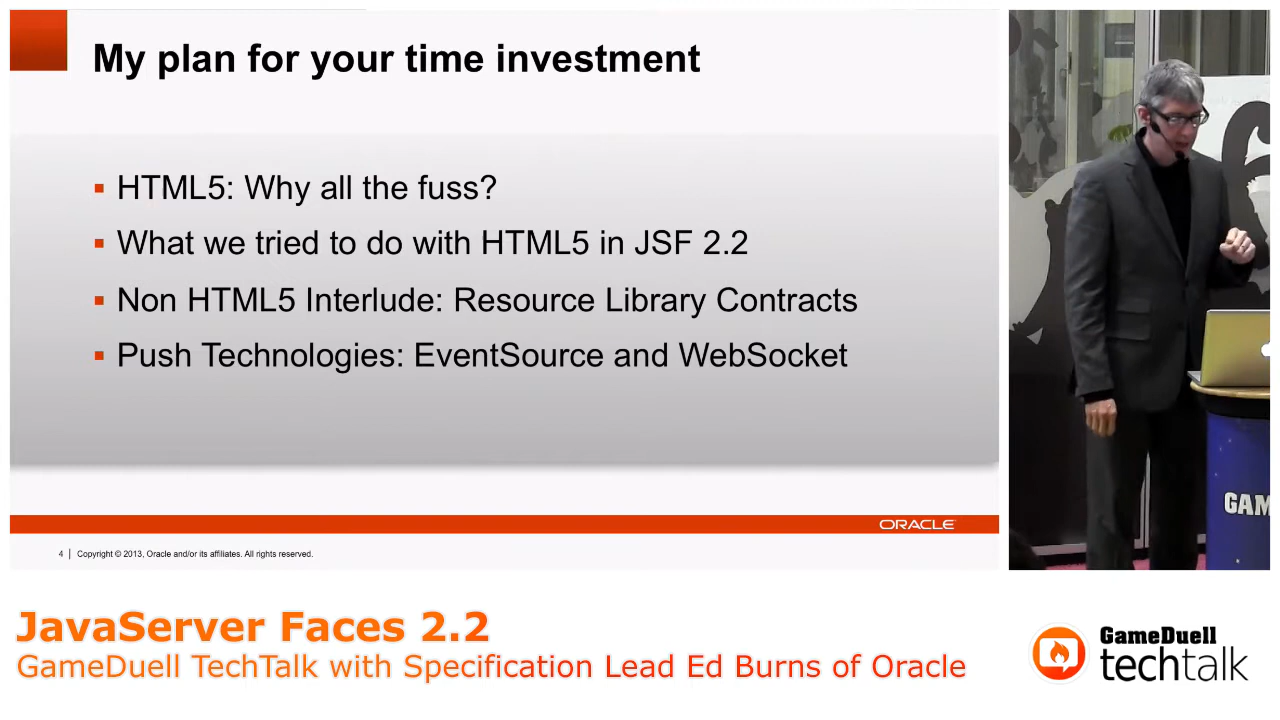 My plan for your time investment
▪ HTML5: Why all the fuss?
▪ What we tried to do with HTML5 in JSF 2.2
▪ Non HTML5 Interlude: Resource Library Contracts
▪ Push Technologies: EventSource and WebSocket
ORACLE
4 | Copyright © 2013, Oracle and/or its affiliates. All rights reserved.
GAM
JavaServer Faces 2.2
GameDuell TechTalk with Specification Lead Ed Burns of Oracle
GameDuell
techtalk